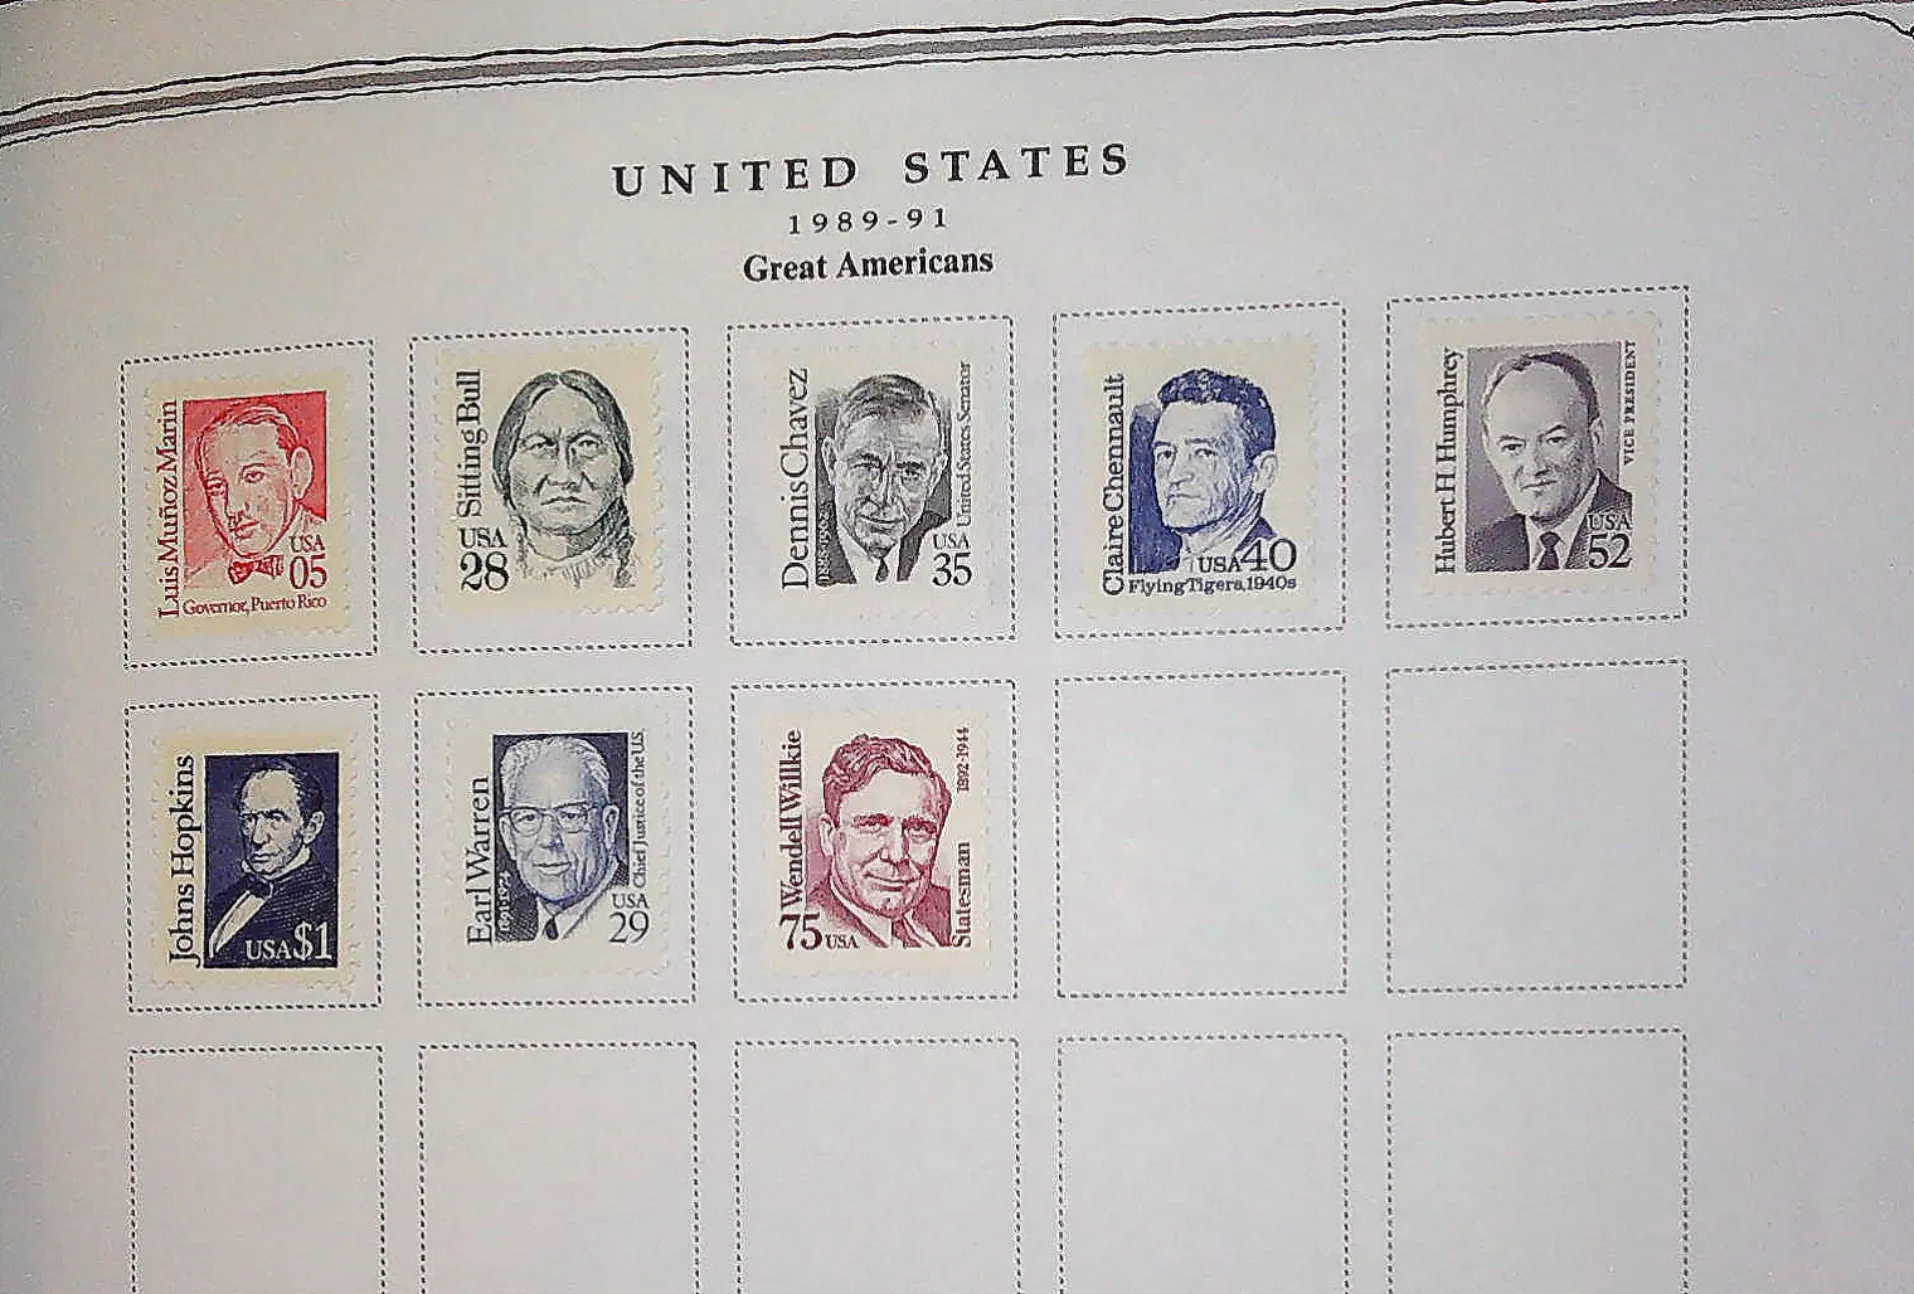 UNITED STATES
1989-91
Great Americans
Luis Muñoz Marin
USA
05
Governor, Puerto Rico
Sitting Bull
USA
28
Dennis Chavez
United States Senator
USA
35
Claire Chennault
USA 40
Flying Tigers, 1940s
Hubert H Humphrey
VICE PRESIDENT
USA
52
Johns Hopkins
USA $1
Earl Warren
1891-1974
Chief Justice of the U.S.
USA
29
Wendell Willkie
1892-1944
Statesman
75 USA